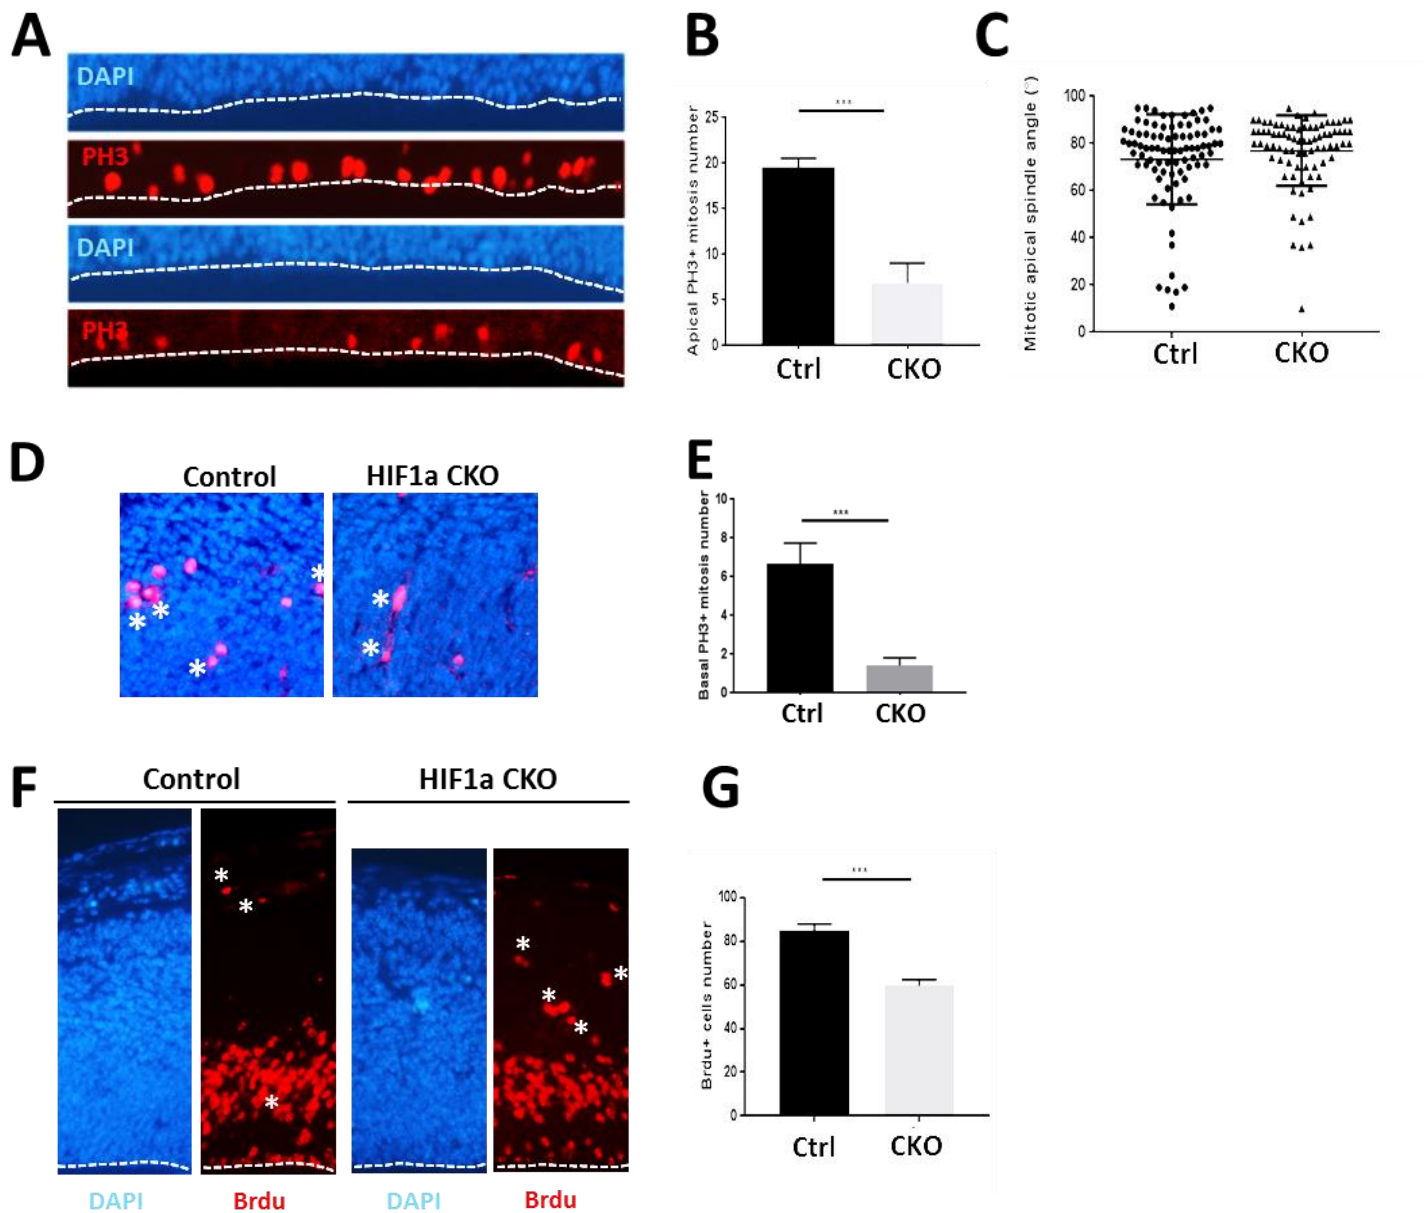 A
DAPI
PH3
DAPI
PH3
B
Apical PH3+ mitosis number
25
20
15
10
5
0
***
Ctrl
CKO
C
Mitotic apical spindle angle (°)
100
80
60
40
20
0
Ctrl
CKO
D
Control
HIF1a CKO
*
*
*
*
*
*
E
Basal PH3+ mitosis number
10
8
6
4
2
0
***
Ctrl
CKO
F
Control
HIF1a CKO
*
*
*
*
*
*
*
DAPI
Brdu
DAPI
Brdu
G
Brdu+ cells number
100
80
60
40
20
0
***
Ctrl
CKO